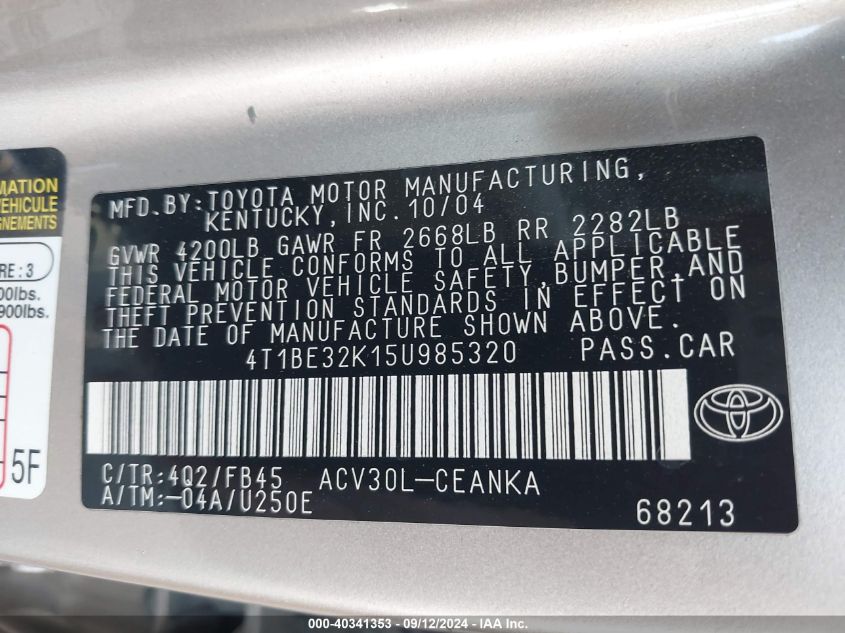 MATION
VEHICULE
GNEMENTS
RE : 3
00lbs.
900lbs.
5F
MFD.BY:TOYOTA MOTOR MANUFACTURING,
KENTUCKY,INC.10/04
GVWR 4200LB GAWR FR 2668LB RR 2282LB
THIS VEHICLE CONFORMS TO ALL APPLICABLE
FEDERAL MOTOR VEHICLE SAFETY,BUMPER,AND
THEFT PREVENTION STANDARDS IN EFFECT ON
THE DATE OF MANUFACTURE SHOWN ABOVE.
4T1BE32K15U985320 PASS.CAR
C/TR:4Q2/FB45 ACV30L-CEANKA
A/TM:-04A/U250E
68213
000-40341353 - 09/12/2024 - IAA Inc.